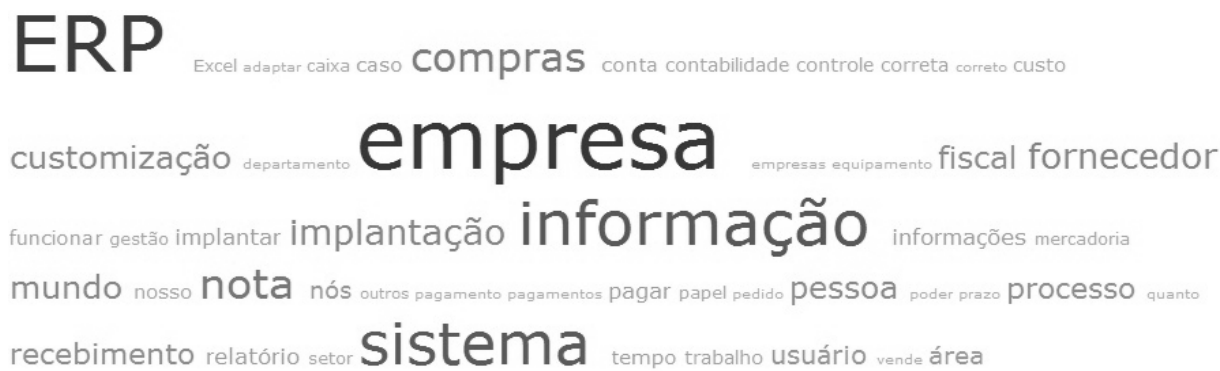 ERP Excel adaptar caixa caso compras conta contabilidade controle correta correto custo
customização departamento empresa empresas equipamento fiscal fornecedor
funcionar gestão implantar implantação informação informações mercadoria
mundo nosso nota nós outros pagamento pagamentos pagar papel pedido pessoa poder prazo processo quanto
recebimento relatório setor sistema tempo trabalho usuário vende área